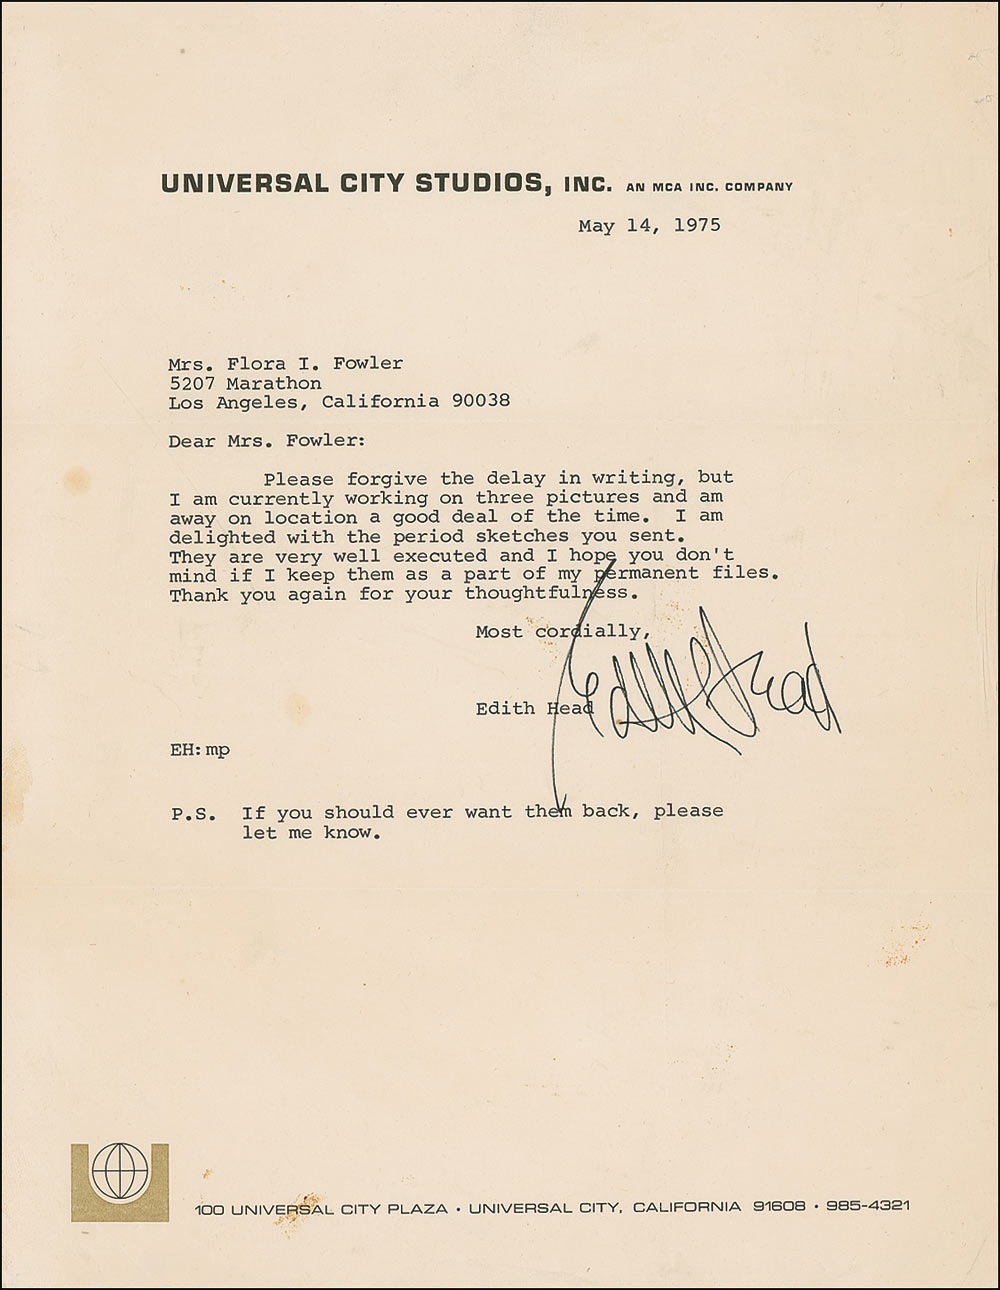 UNIVERSAL CITY STUDIOS, INC. AN MCA INC. COMPANY
May 14, 1975
Mrs. Flora I. Fowler
5207 Marathon
Los Angeles, California 90038
Dear Mrs. Fowler:
Please forgive the delay in writing, but
I am currently working on three pictures and am
away on location a good deal of the time. I am
delighted with the period sketches you sent.
They are very well executed and I hope you don't
mind if I keep them as a part of my permanent files.
Thank you again for your thoughtfulness.
Most cordially,
Edith Head
Edith Head
EH:mp
P.S. If you should ever want them back, please
let me know.
100 UNIVERSAL CITY PLAZA • UNIVERSAL CITY, CALIFORNIA 91608 • 985-4321